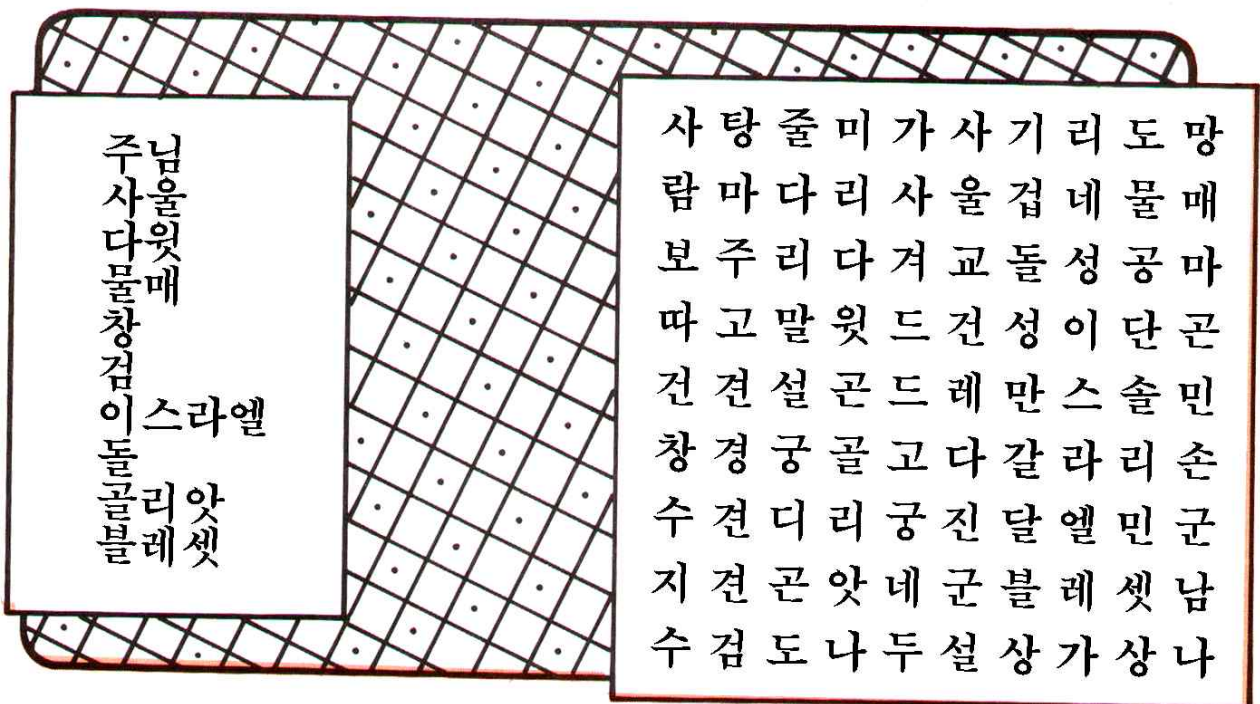 주님
사울
다윗
물매
창
검
이스라엘
돌
골리앗
블레셋
사 탕 줄 미 가 사 기 리 도 망
람 마 다 리 사 울 겁 네 물 매
보 주 리 다 겨 교 돌 성 공 마
따 고 말 윗 드 건 성 이 단 곤
건 견 설 곤 드 레 만 스 솔 민
창 경 궁 골 고 다 갈 라 리 손
수 견 디 리 궁 진 달 엘 민 군
지 견 곤 앗 네 군 블 레 셋 남
수 검 도 나 두 설 상 가 상 나